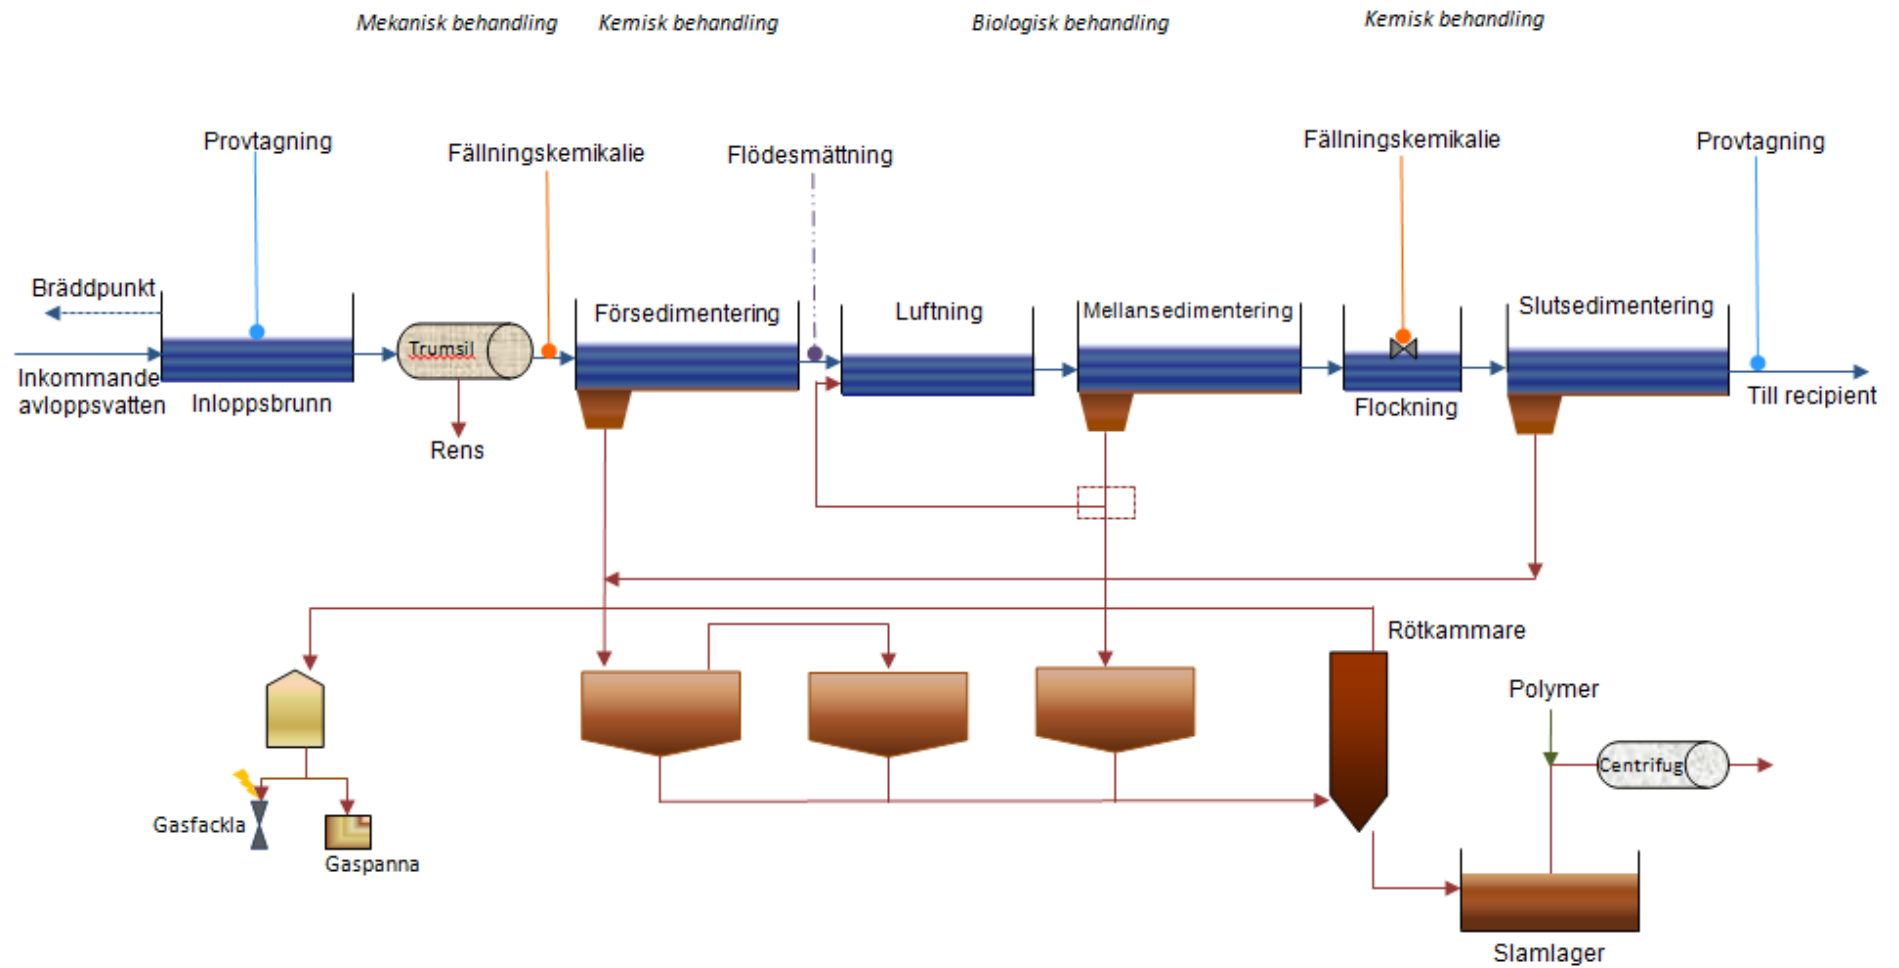 Mekanisk behandling
Kemisk behandling
Biologisk behandling
Kemisk behandling
Provtagning
Fällningskemikalie
Flödesmättning
Fällningskemikalie
Provtagning
Bräddpunkt
Försedimentering
Luftning
Mellansedimentering
Slutsedimentering
Trumsil
Inkommande
avloppsvatten
Inloppsbrunn
Rens
Flockning
Till recipient
Rötkammare
Polymer
Centrifug
Gasfackla
Gaspanna
Slamlager